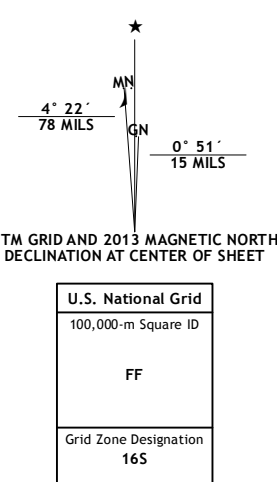 ★
MN
4° 22´
78 MILS
GN
0° 51´
15 MILS
TM GRID AND 2013 MAGNETIC NORTH
DECLINATION AT CENTER OF SHEET
U.S. National Grid
100,000-m Square ID
FF
Grid Zone Designation
16S